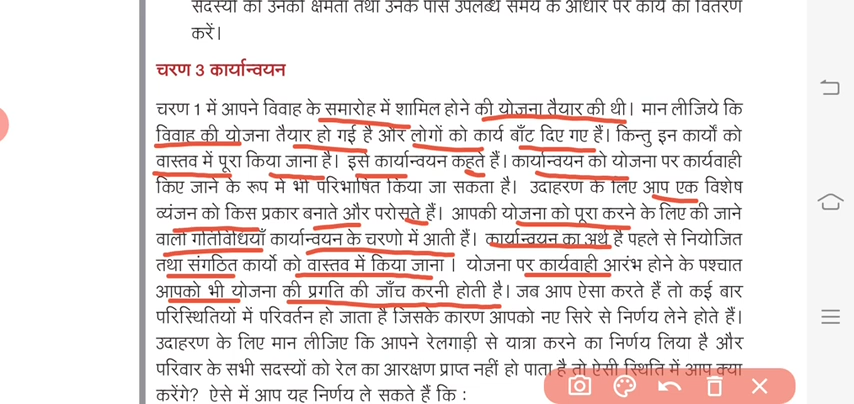 सदस्यों को उनकी क्षमता तथा उनके पास उपलब्ध समय के आधार पर कार्य का वितरण
करें।
चरण 3 कार्यान्वयन
चरण 1 में आपने विवाह के समारोह में शामिल होने की योजना तैयार की थी। मान लीजिये कि
विवाह की योजना तैयार हो गई है और लोगों को कार्य बाँट दिए गए हैं। किन्तु इन कार्यों को
वास्तव में पूरा किया जाना है। इसे कार्यान्वयन कहते हैं। कार्यान्वयन को योजना पर कार्यवाही
किए जाने के रूप मे भी परिभाषित किया जा सकता है। उदाहरण के लिए आप एक विशेष
व्यंजन को किस प्रकार बनाते और परोसते हैं। आपकी योजना को पूरा करने के लिए की जाने
वाली गतिविधियाँ कार्यान्वयन के चरणो में आती हैं। कार्यान्वयन का अर्थ है पहले से नियोजित
तथा संगठित कार्यो को वास्तव में किया जाना । योजना पर कार्यवाही आरंभ होने के पश्चात
आपको भी योजना की प्रगति की जाँच करनी होती है। जब आप ऐसा करते हैं तो कई बार
परिस्थितियों में परिवर्तन हो जाता है जिसके कारण आपको नए सिरे से निर्णय लेने होते हैं।
उदाहरण के लिए मान लीजिए कि आपने रेलगाड़ी से यात्रा करने का निर्णय लिया है और
परिवार के सभी सदस्यों को रेल का आरक्षण प्राप्त नहीं हो पाता है तो ऐसी स्थिति में आप क्या
करेंगे? ऐसे में आप यह निर्णय ले सकते हैं कि :